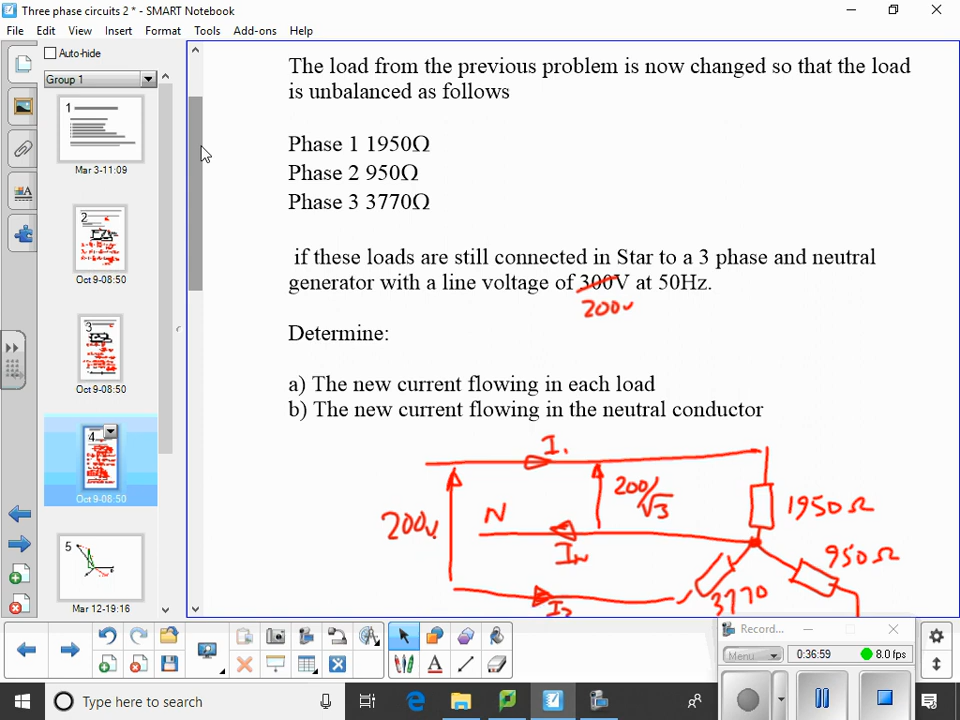 Three phase circuits 2 * - SMART Notebook
File Edit View Insert Format Tools Add-ons Help
Auto-hide
Group 1
1
Mar 3-11:09
2
Oct 9-08:50
3
Oct 9-08:50
4
Oct 9-08:50
5
Mar 12-19:16
The load from the previous problem is now changed so that the load
is unbalanced as follows
Phase 1 1950Ω
Phase 2 950Ω
Phase 3 3770Ω
if these loads are still connected in Star to a 3 phase and neutral
generator with a line voltage of 300V at 50Hz.
200v
Determine:
a) The new current flowing in each load
b) The new current flowing in the neutral conductor
I1
200/√3
1950Ω
200v.
N
IN
950Ω
3770
I3
Record...
Menu
0:36:59
8.0 fps
Type here to search